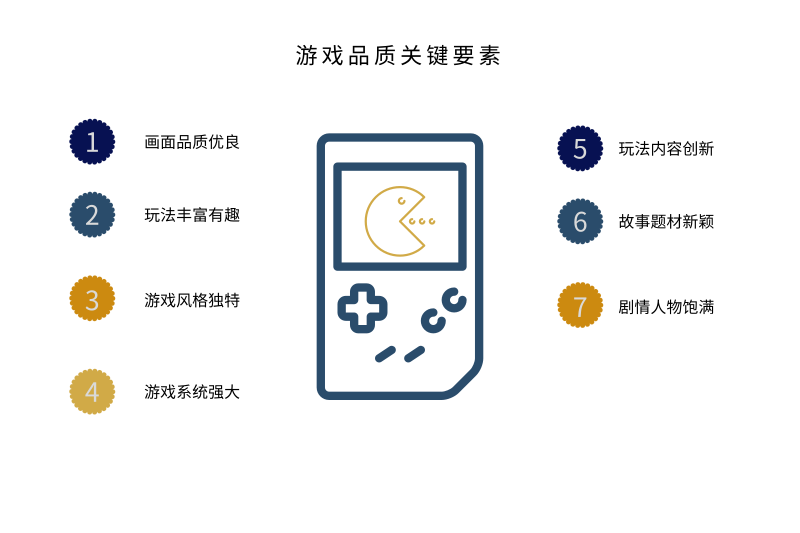 游戏品质关键要素
1 画面品质优良
2 玩法丰富有趣
3 游戏风格独特
4 游戏系统强大
5 玩法内容创新
6 故事题材新颖
7 剧情人物饱满